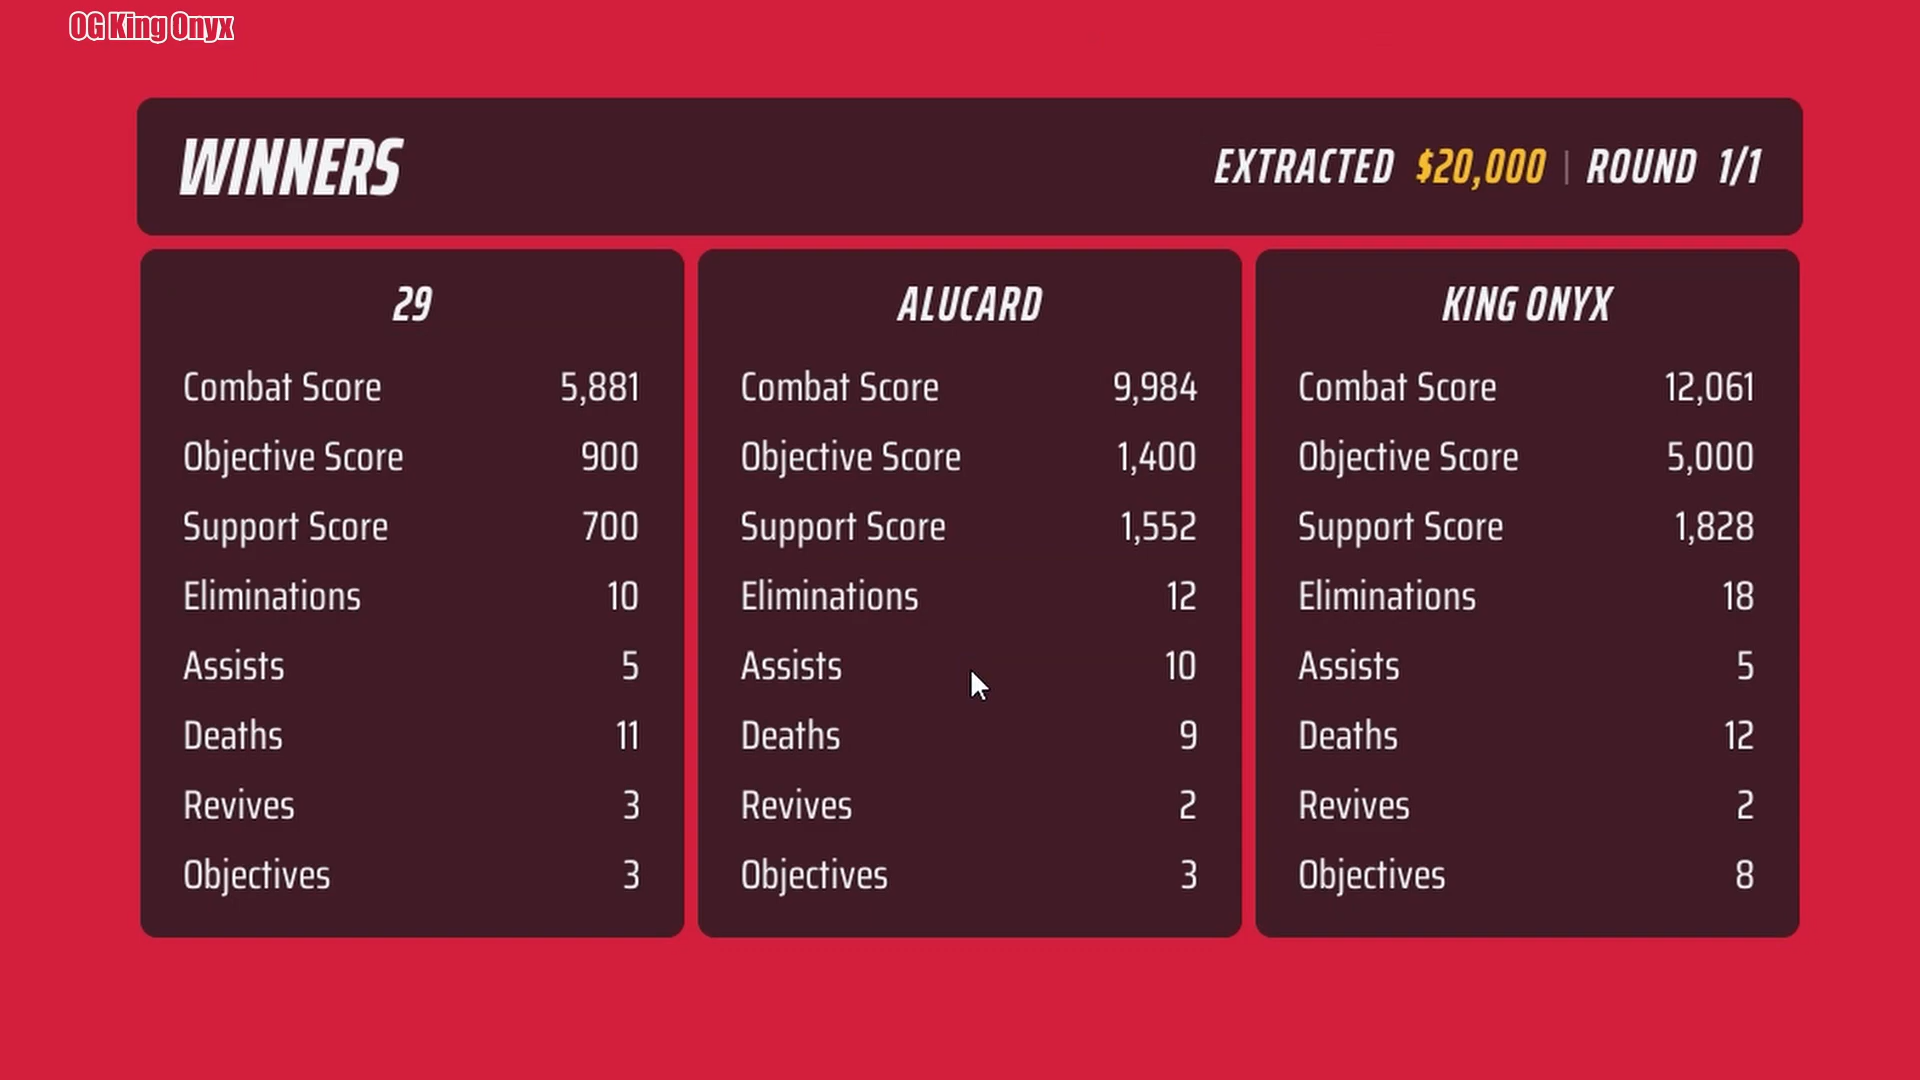 OG King Onyx
WINNERS
EXTRACTED $20,000 | ROUND 1/1
29
Combat Score 5,881
Objective Score 900
Support Score 700
Eliminations 10
Assists 5
Deaths 11
Revives 3
Objectives 3
ALUCARD
Combat Score 9,984
Objective Score 1,400
Support Score 1,552
Eliminations 12
Assists 10
Deaths 9
Revives 2
Objectives 3
KING ONYX
Combat Score 12,061
Objective Score 5,000
Support Score 1,828
Eliminations 18
Assists 5
Deaths 12
Revives 2
Objectives 8